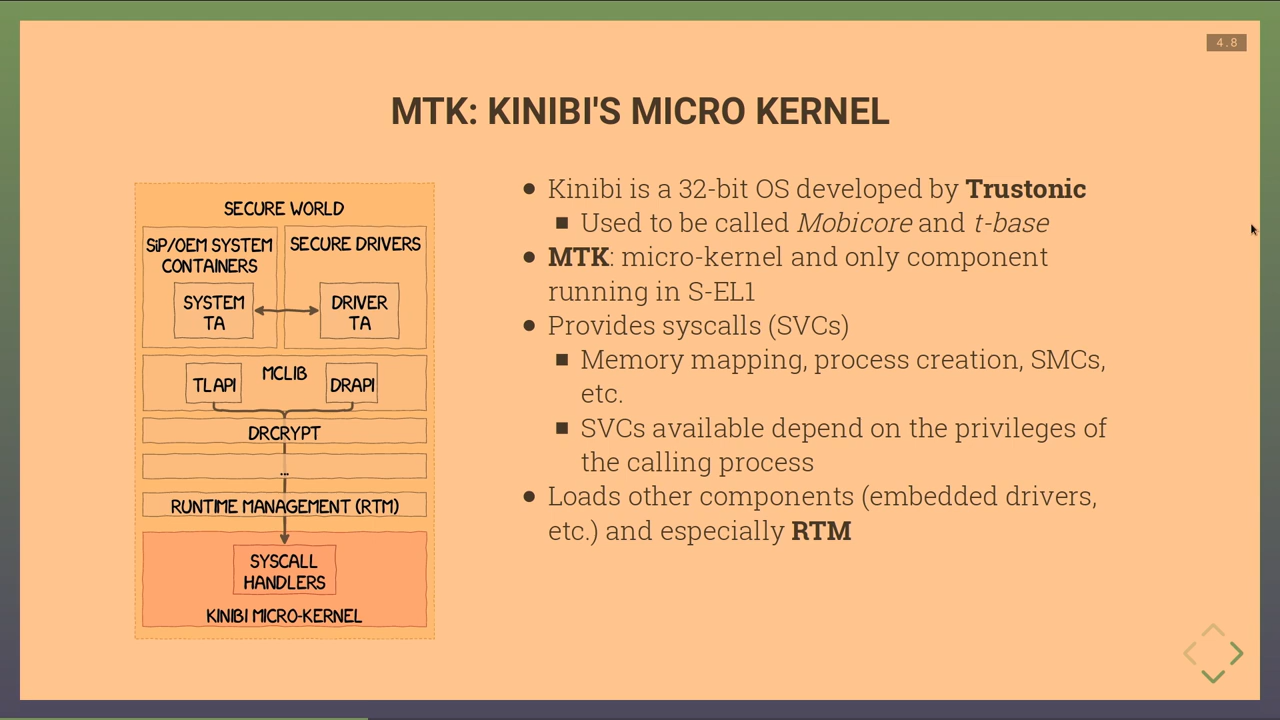 4.8
MTK: KINIBI'S MICRO KERNEL
SECURE WORLD
SiP/OEM SYSTEM
CONTAINERS
SECURE DRIVERS
SYSTEM
TA
DRIVER
TA
MCLIB
TLAPI
DRAPI
DRCRYPT
...
RUNTIME MANAGEMENT (RTM)
SYSCALL
HANDLERS
KINIBI MICRO-KERNEL
● Kinibi is a 32-bit OS developed by Trustonic
■ Used to be called Mobicore and t-base
● MTK: micro-kernel and only component
running in S-EL1
● Provides syscalls (SVCs)
■ Memory mapping, process creation, SMCs,
etc.
■ SVCs available depend on the privileges of
the calling process
● Loads other components (embedded drivers,
etc.) and especially RTM